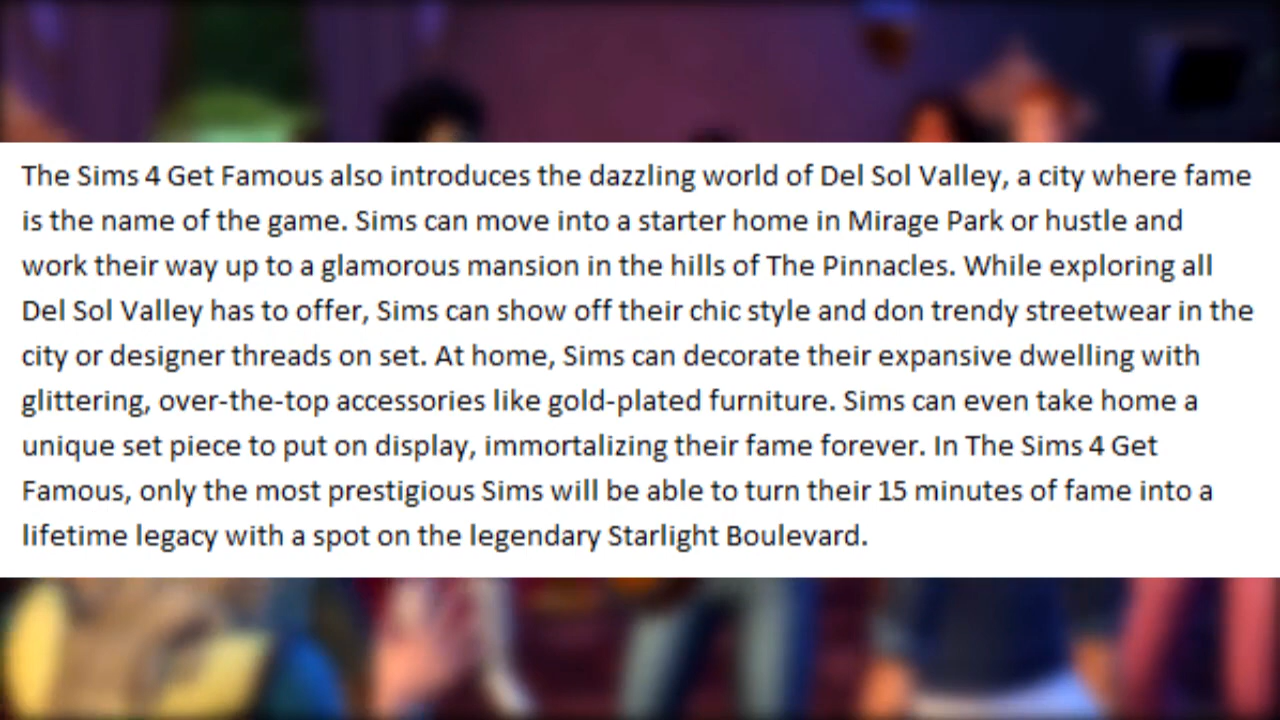 The Sims 4 Get Famous also introduces the dazzling world of Del Sol Valley, a city where fame
is the name of the game. Sims can move into a starter home in Mirage Park or hustle and
work their way up to a glamorous mansion in the hills of The Pinnacles. While exploring all
Del Sol Valley has to offer, Sims can show off their chic style and don trendy streetwear in the
city or designer threads on set. At home, Sims can decorate their expansive dwelling with
glittering, over-the-top accessories like gold-plated furniture. Sims can even take home a
unique set piece to put on display, immortalizing their fame forever. In The Sims 4 Get
Famous, only the most prestigious Sims will be able to turn their 15 minutes of fame into a
lifetime legacy with a spot on the legendary Starlight Boulevard.